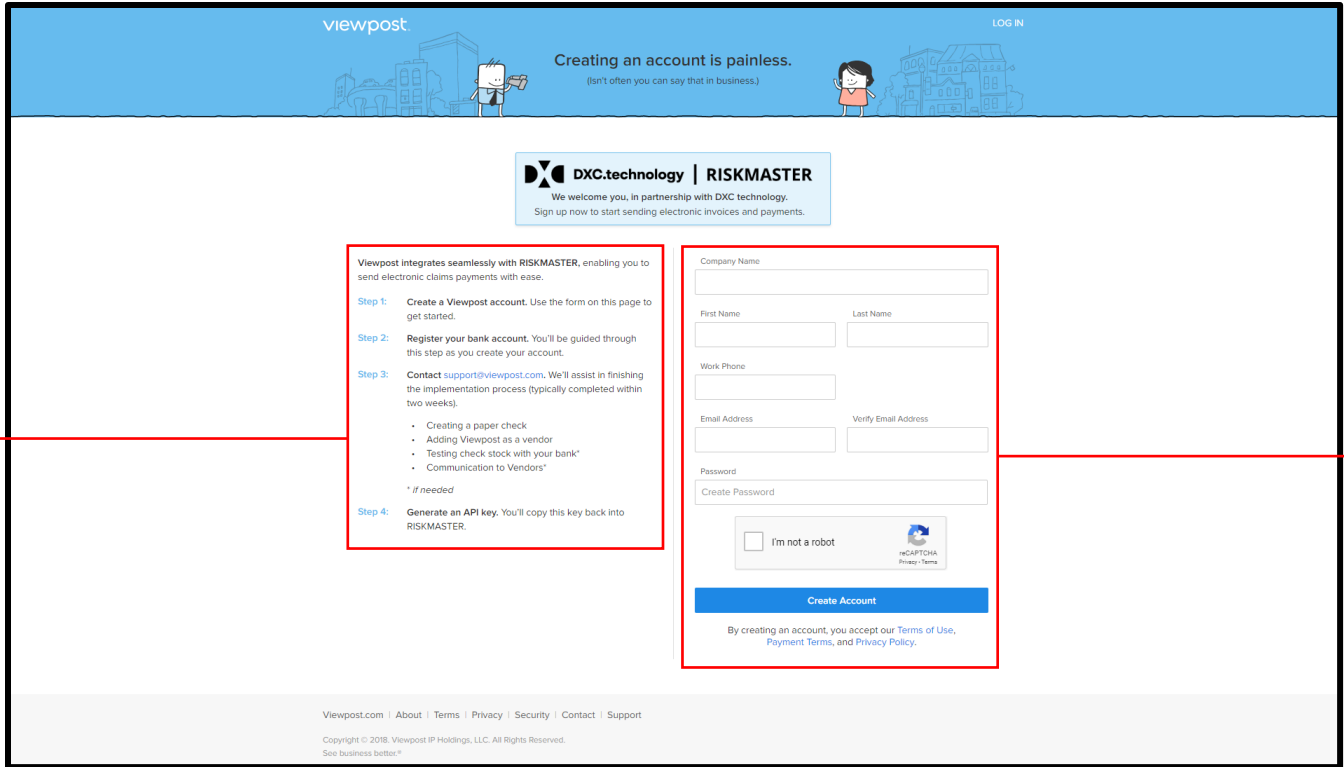 viewpost.
LOG IN
Creating an account is painless.
(Isn't often you can say that in business.)
DXC.technology | RISKMASTER
We welcome you, in partnership with DXC technology.
Sign up now to start sending electronic invoices and payments.
Viewpost integrates seamlessly with RISKMASTER, enabling you to
send electronic claims payments with ease.
Step 1: Create a Viewpost account. Use the form on this page to
get started.
Step 2: Register your bank account. You'll be guided through
this step as you create your account.
Step 3: Contact support@viewpost.com. We'll assist in finishing
the implementation process (typically completed within
two weeks).
• Creating a paper check
• Adding Viewpost as a vendor
• Testing check stock with your bank*
• Communication to Vendors*
* if needed
Step 4: Generate an API key. You'll copy this key back into
RISKMASTER.
Company Name
First Name Last Name
Work Phone
Email Address Verify Email Address
Password
Create Password
I'm not a robot
reCAPTCHA
Privacy - Terms
Create Account
By creating an account, you accept our Terms of Use,
Payment Terms, and Privacy Policy.
Viewpost.com | About | Terms | Privacy | Security | Contact | Support
Copyright © 2018. Viewpost IP Holdings, LLC. All Rights Reserved.
See business better.®